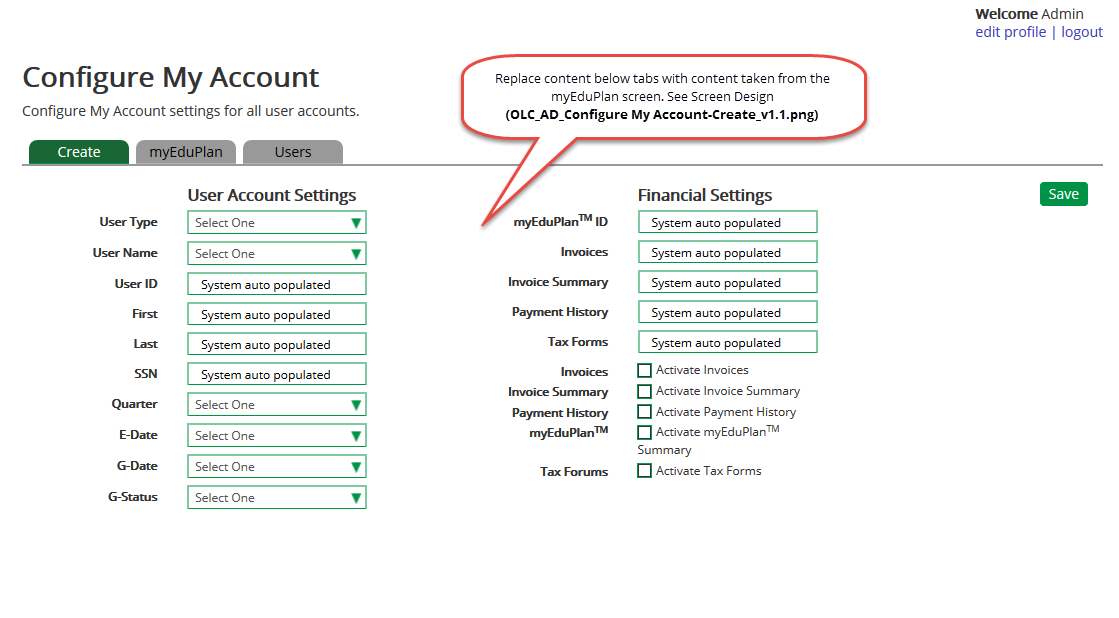 Welcome Admin
edit profile | logout
Configure My Account
Configure My Account settings for all user accounts.
Replace content below tabs with content taken from the
myEduPlan screen. See Screen Design
(OLC_AD_Configure My Account-Create_v1.1.png)
Create
myEduPlan
Users
User Account Settings
User Type
Select One
User Name
Select One
User ID
System auto populated
First
System auto populated
Last
System auto populated
SSN
System auto populated
Quarter
Select One
E-Date
Select One
G-Date
Select One
G-Status
Select One
Financial Settings
myEduPlan™ ID
System auto populated
Invoices
System auto populated
Invoice Summary
System auto populated
Payment History
System auto populated
Tax Forms
System auto populated
Invoices
Activate Invoices
Invoice Summary
Activate Invoice Summary
Payment History
Activate Payment History
myEduPlan™
Activate myEduPlan™
Summary
Tax Forums
Activate Tax Forms
Save